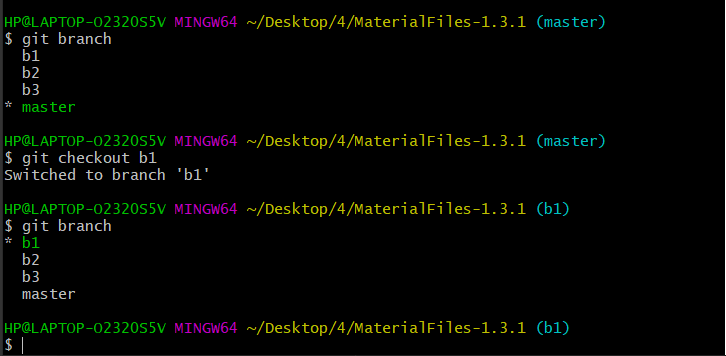 HP@LAPTOP-O2320S5V MINGW64 ~/Desktop/4/MaterialFiles-1.3.1 (master)
$ git branch
  b1
  b2
  b3
* master
HP@LAPTOP-O2320S5V MINGW64 ~/Desktop/4/MaterialFiles-1.3.1 (master)
$ git checkout b1
Switched to branch 'b1'
HP@LAPTOP-O2320S5V MINGW64 ~/Desktop/4/MaterialFiles-1.3.1 (b1)
$ git branch
* b1
  b2
  b3
  master
HP@LAPTOP-O2320S5V MINGW64 ~/Desktop/4/MaterialFiles-1.3.1 (b1)
$